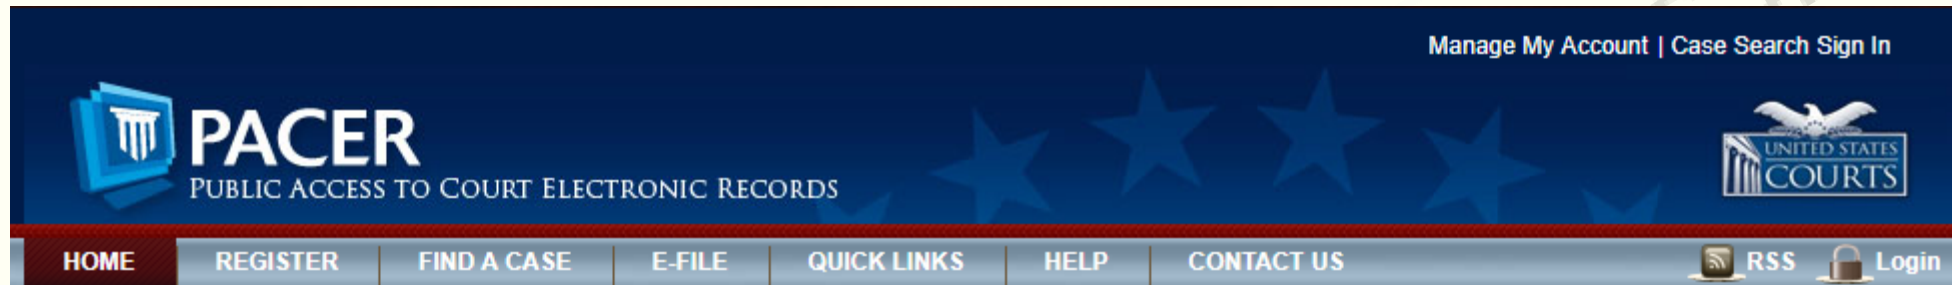 Manage My Account | Case Search Sign In
PACER
PUBLIC ACCESS TO COURT ELECTRONIC RECORDS
UNITED STATES
COURTS
HOME REGISTER FIND A CASE E-FILE QUICK LINKS HELP CONTACT US RSS Login